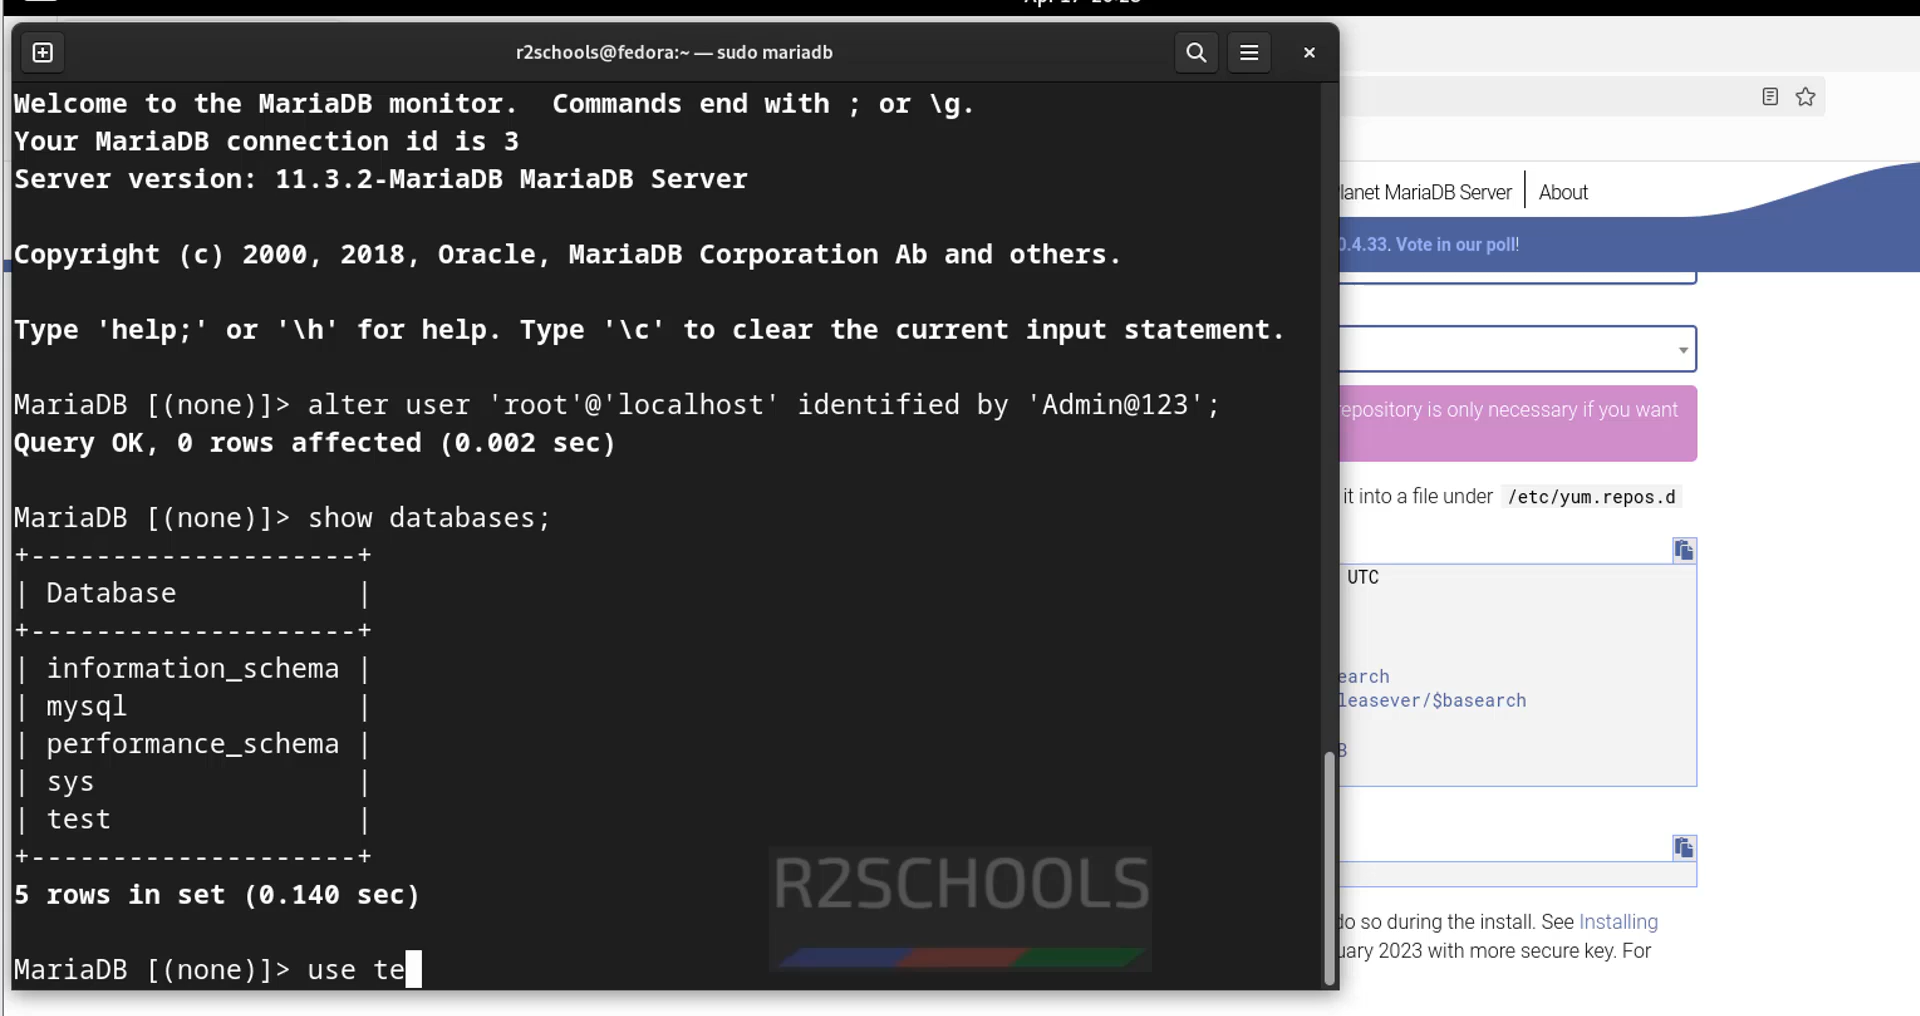 r2schools@fedora:~ — sudo mariadb
Welcome to the MariaDB monitor.  Commands end with ; or \g.
Your MariaDB connection id is 3
Server version: 11.3.2-MariaDB MariaDB Server
Copyright (c) 2000, 2018, Oracle, MariaDB Corporation Ab and others.
Type 'help;' or '\h' for help. Type '\c' to clear the current input statement.
MariaDB [(none)]> alter user 'root'@'localhost' identified by 'Admin@123';
Query OK, 0 rows affected (0.002 sec)
MariaDB [(none)]> show databases;
+--------------------+
| Database           |
+--------------------+
| information_schema |
| mysql              |
| performance_schema |
| sys                |
| test               |
+--------------------+
5 rows in set (0.140 sec)
MariaDB [(none)]> use te
R2SCHOOLS
MariaDB Server
About
0.4.33. Vote in our poll!
repository is only necessary if you want
it into a file under /etc/yum.repos.d
UTC
earch
leasever/$basearch
do so during the install. See Installing
uary 2023 with more secure key. For